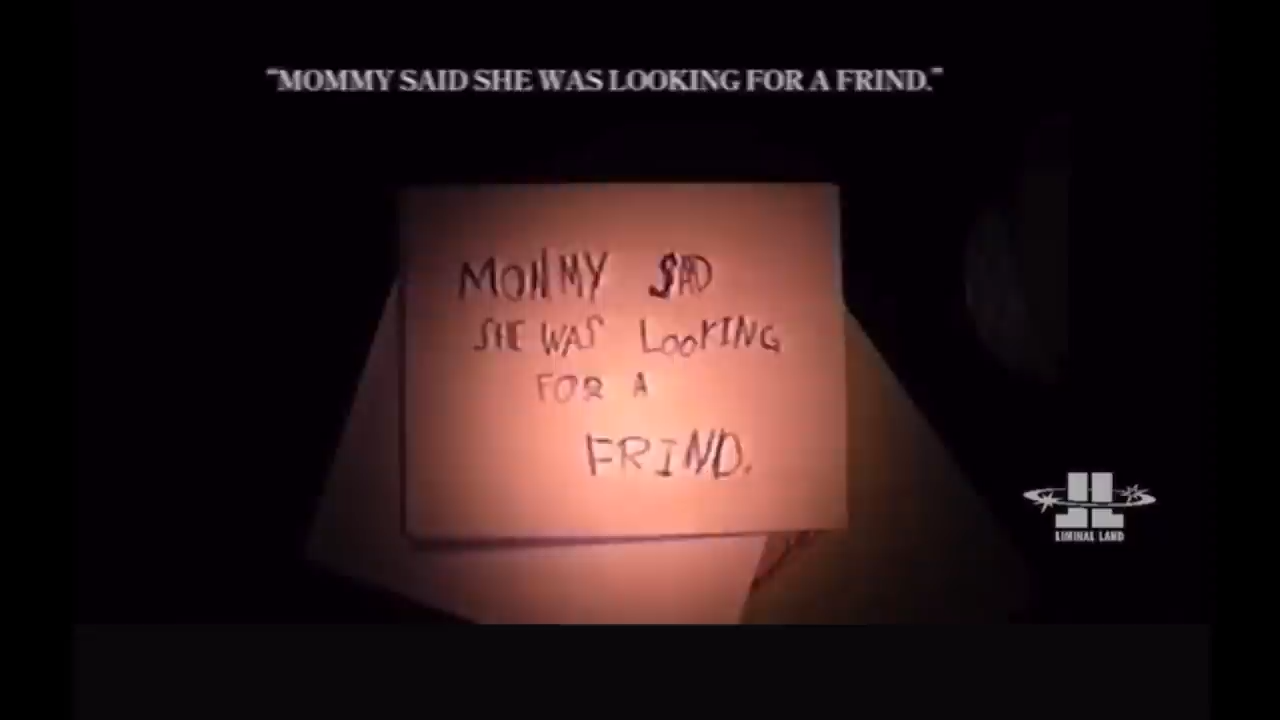 "MOMMY SAID SHE WAS LOOKING FOR A FRIND."
MOMMY SAID
SHE WAS LOOKING
FOR A
FRIND.
LIMINAL LAND